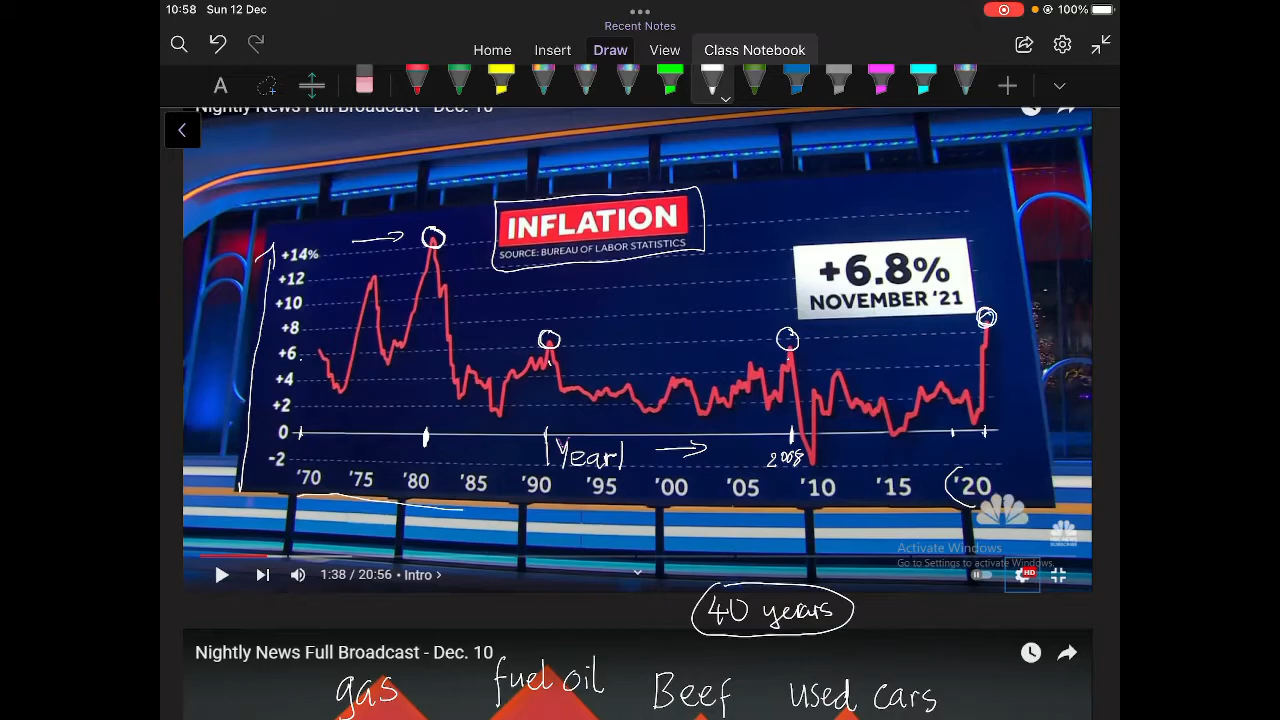 10:58 Sun 12 Dec
100%
Recent Notes
Home Insert Draw View Class Notebook
A
Nightly News Full Broadcast - Dec. 10
INFLATION
SOURCE: BUREAU OF LABOR STATISTICS
+14%
+12
+10
+8
+6
+4
+2
0
-2
+6.8%
NOVEMBER '21
Year
2008
'70 '75 '80 '85 '90 '95 '00 '05 '10 '15 '20
SUBSCRIBE
Activate Windows
Go to Settings to activate Windows.
1:38 / 20:56 • Intro ›
HD
40 years
Nightly News Full Broadcast - Dec. 10
gas fuel oil Beef used cars